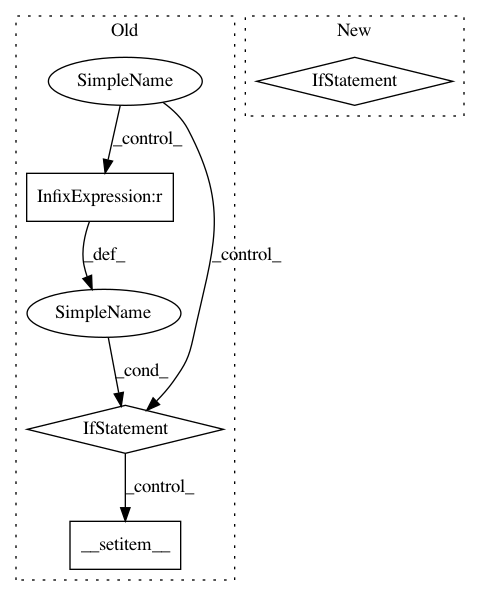 Old
New
SimpleName
IfStatement
_control_
InfixExpression:r
_def_
_control_
SimpleName
_cond_
IfStatement
_control_
__setitem__